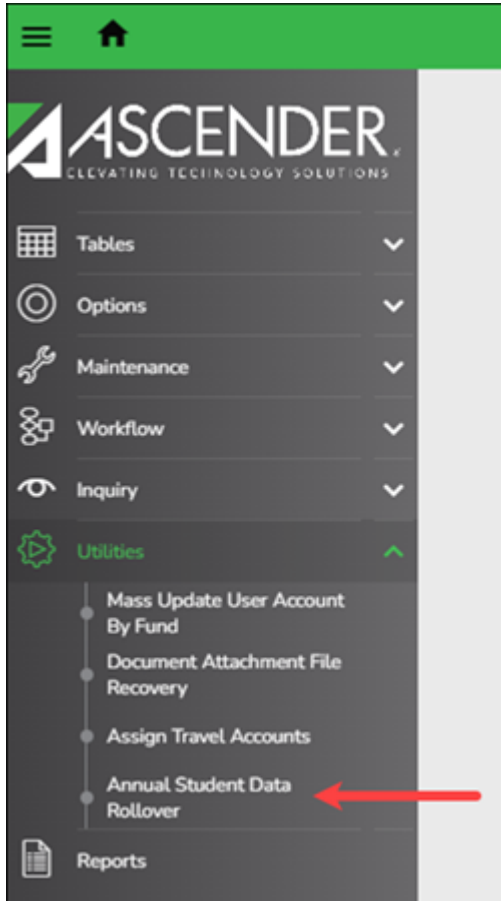 ASCENDER
ELEVATING TECHNOLOGY SOLUTIONS
Tables
Options
Maintenance
Workflow
Inquiry
Utilities
Mass Update User Account
By Fund
Document Attachment File
Recovery
Assign Travel Accounts
Annual Student Data
Rollover
Reports